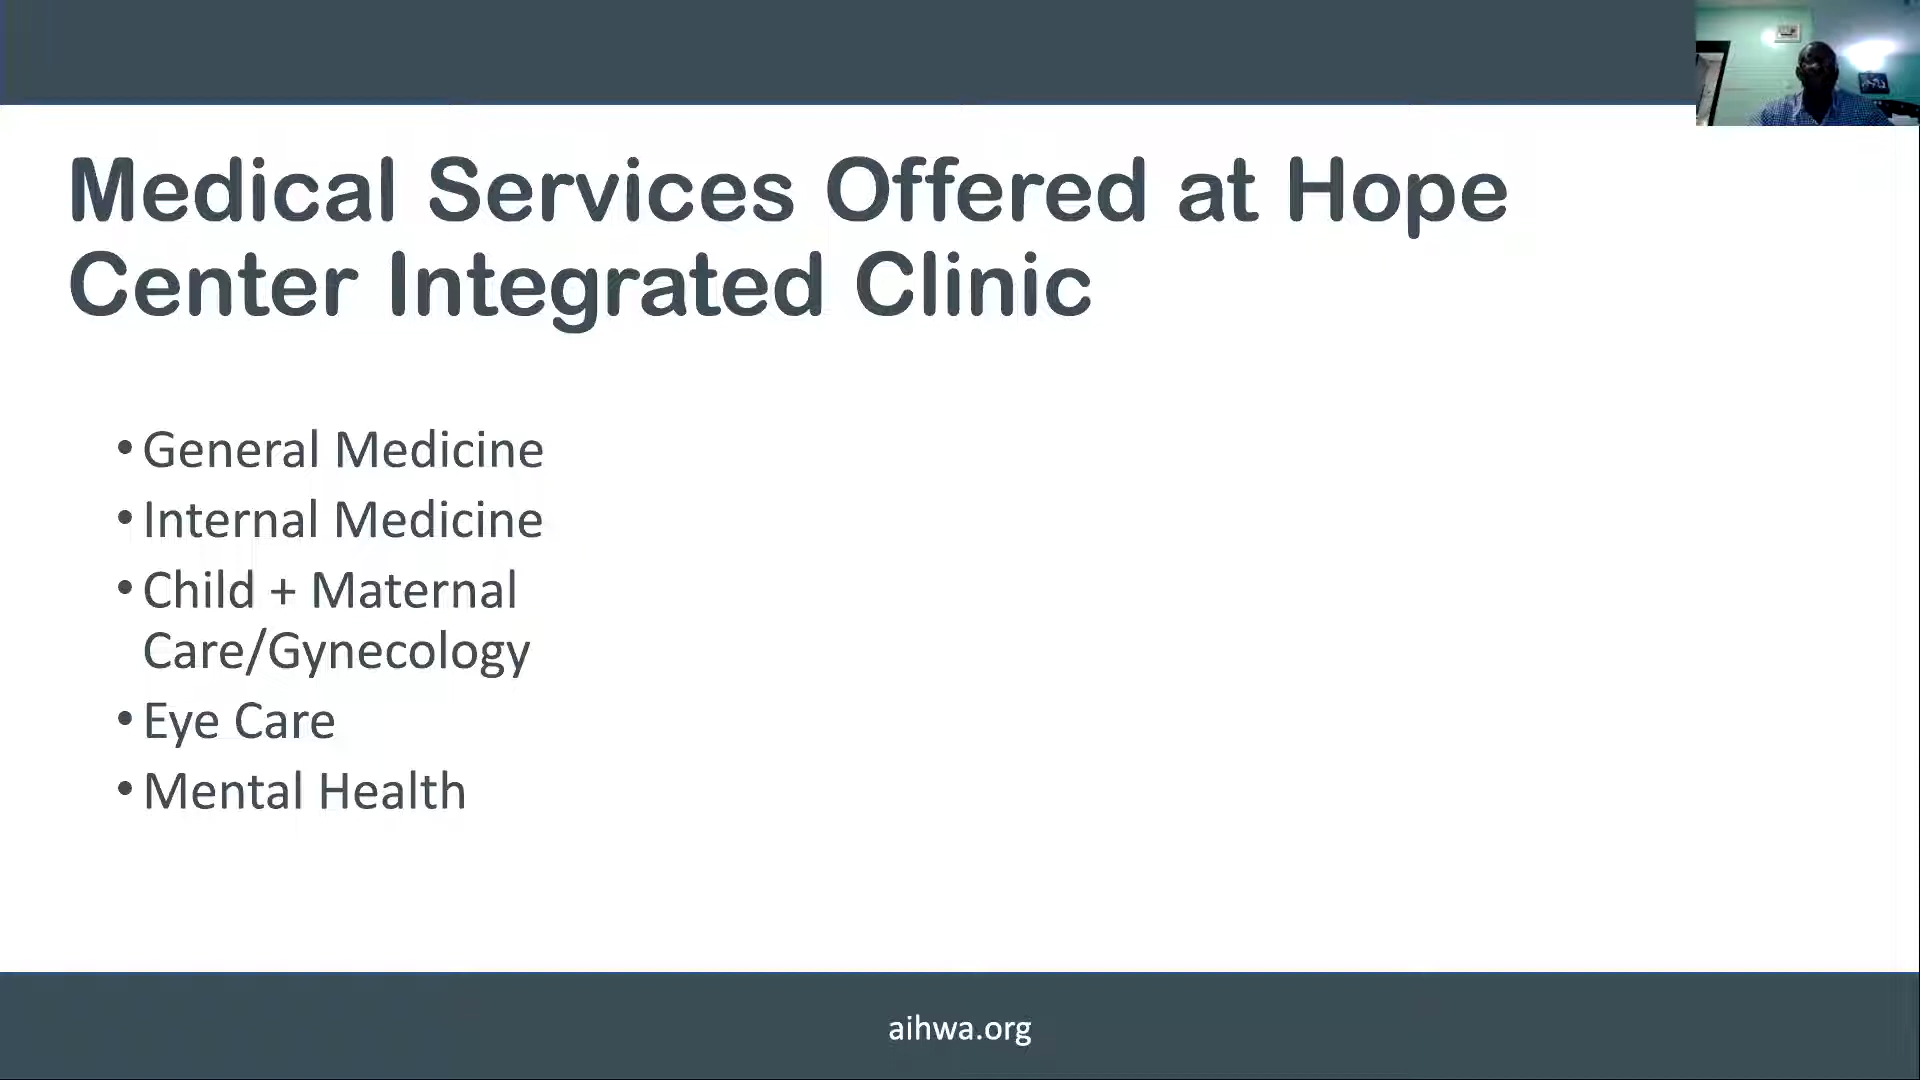 Medical Services Offered at Hope
Center Integrated Clinic
• General Medicine
• Internal Medicine
• Child + Maternal
Care/Gynecology
• Eye Care
• Mental Health
aihwa.org